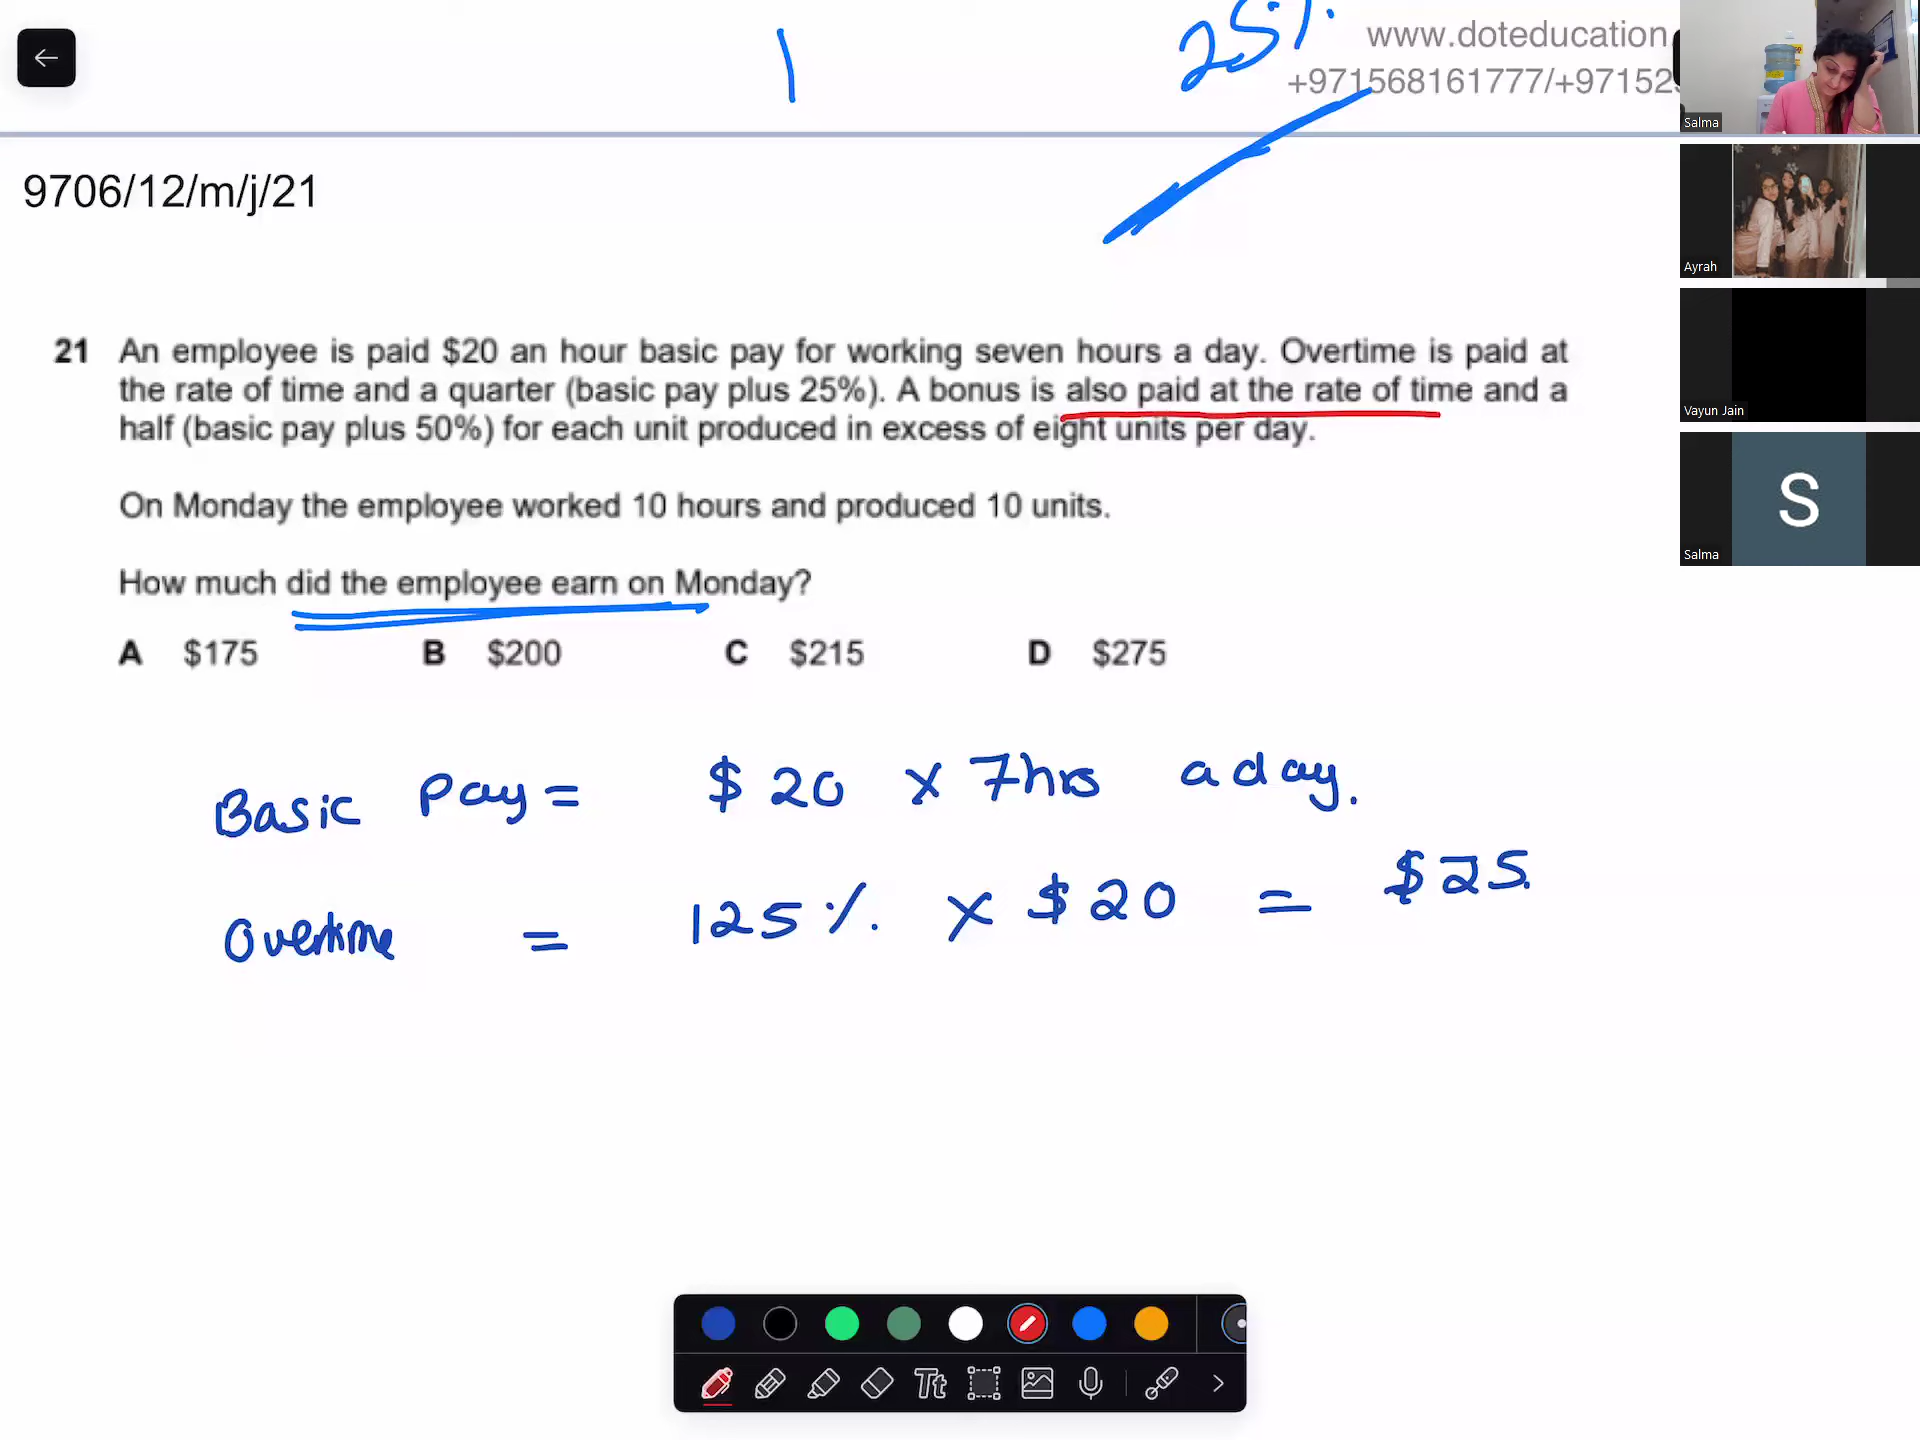 25%
www.doteducation.
1
+971568161777/+97152
Salma
9706/12/m/j/21
Ayrah
21 An employee is paid $20 an hour basic pay for working seven hours a day. Overtime is paid at
the rate of time and a quarter (basic pay plus 25%). A bonus is also paid at the rate of time and a
half (basic pay plus 50%) for each unit produced in excess of eight units per day.
Vayun Jain
On Monday the employee worked 10 hours and produced 10 units.
S
Salma
How much did the employee earn on Monday?
A $175 B $200 C $215 D $275
Basic Pay = $20 x 7hrs a day.
Overtime = 125% x $20 = $25.
Tt